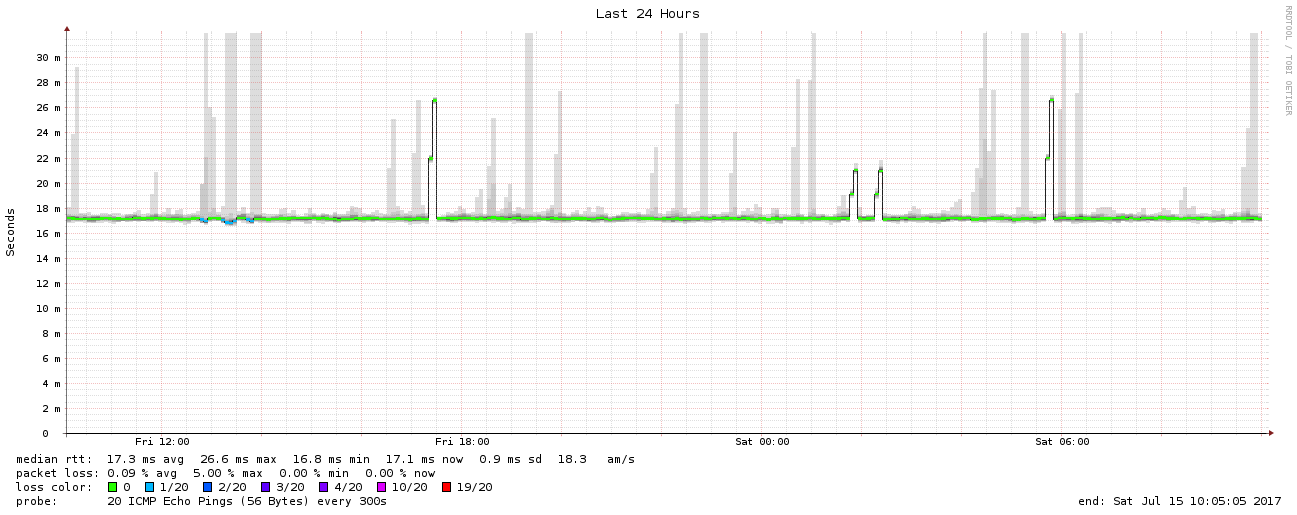 Last 24 Hours
RRDTOOL / TOBI OETIKER
Seconds
30 m
28 m
26 m
24 m
22 m
20 m
18 m
16 m
14 m
12 m
10 m
8 m
6 m
4 m
2 m
0
Fri 12:00 Fri 18:00 Sat 00:00 Sat 06:00
median rtt: 17.3 ms avg 26.6 ms max 16.8 ms min 17.1 ms now 0.9 ms sd 18.3 am/s
packet loss: 0.09 % avg 5.00 % max 0.00 % min 0.00 % now
loss color: 0 1/20 2/20 3/20 4/20 10/20 19/20
probe: 20 ICMP Echo Pings (56 Bytes) every 300s end: Sat Jul 15 10:05:05 2017